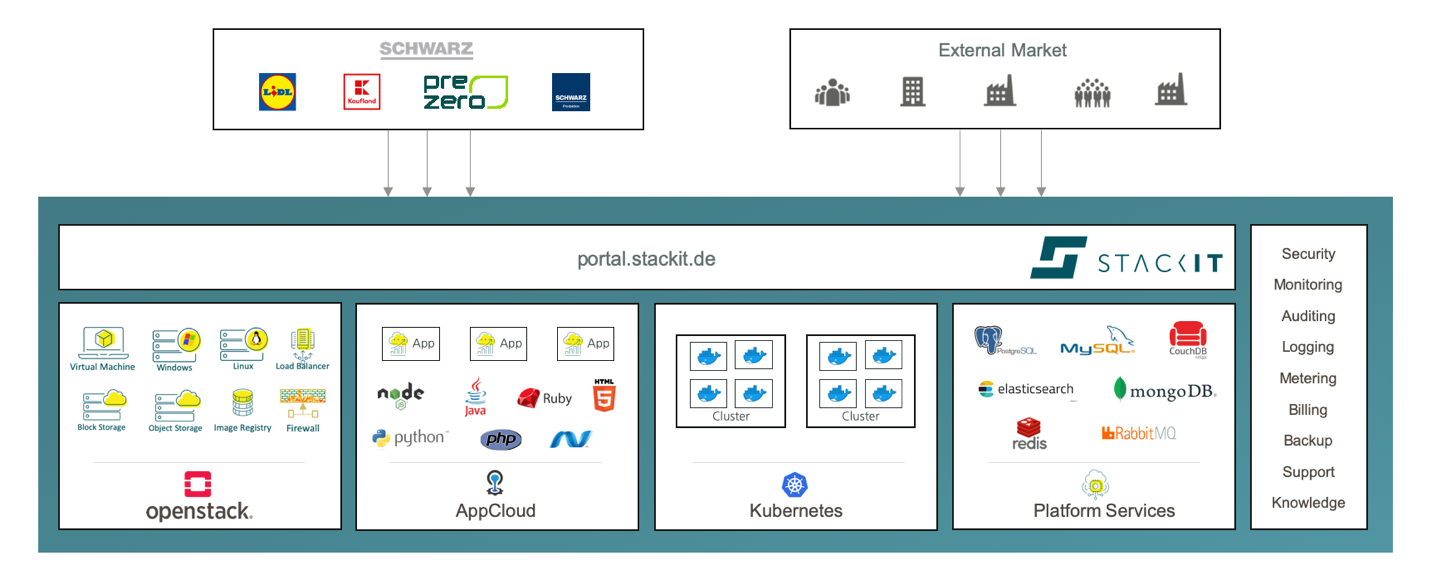 SCHWARZ
LIDL
Kaufland
pre
zero
SCHWARZ
Produktion
External Market
portal.stackit.de
STACKIT
Virtual Machine
Windows
Linux
Load Balancer
Block Storage
Object Storage
Image Registry
Firewall
openstack.
App
App
App
node
JS
Java
Ruby
HTML
5
python™
php
AppCloud
Cluster
Cluster
Kubernetes
PostgreSQL
MySQL®
CouchDB
relax
elasticsearch
mongoDB®
redis
RabbitMQ
Platform Services
Security
Monitoring
Auditing
Logging
Metering
Billing
Backup
Support
Knowledge